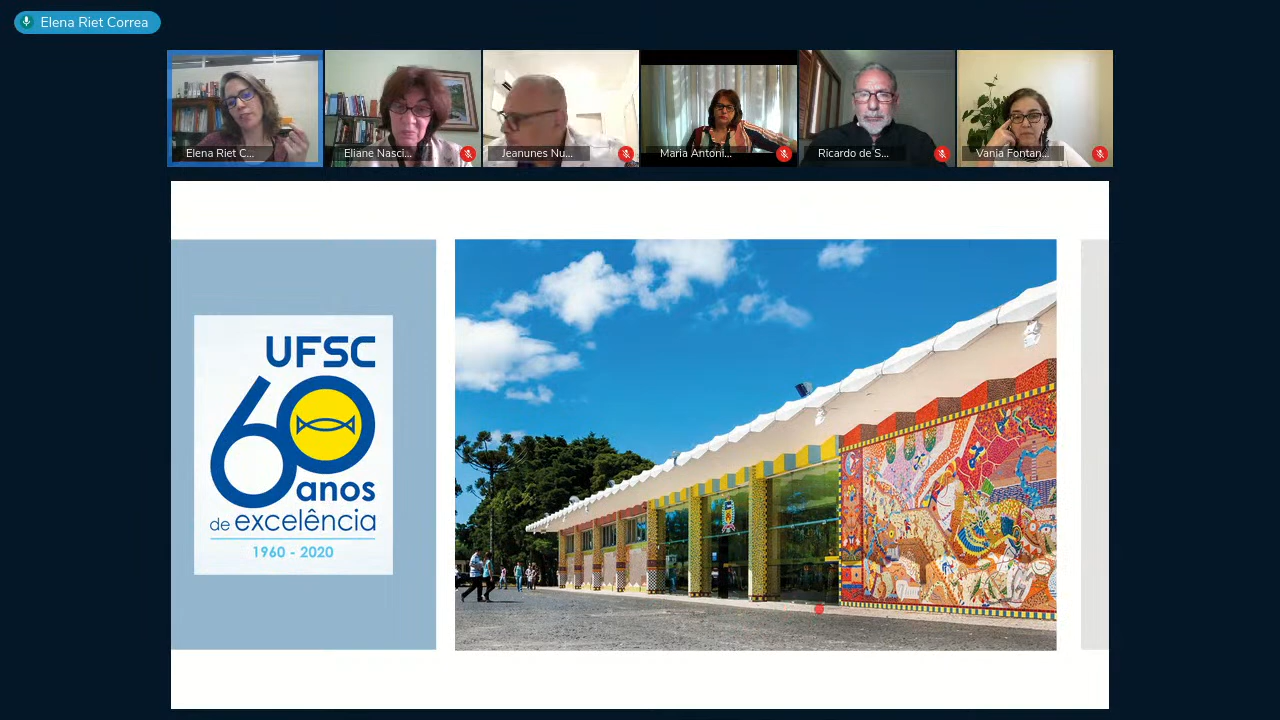 Elena Riet Correa
Elena Riet C...
Eliane Nasci...
Jeanunes Nu...
Maria Antoni...
Ricardo de S...
Vania Fontan...
UFSC
60
anos
de excelência
1960 - 2020